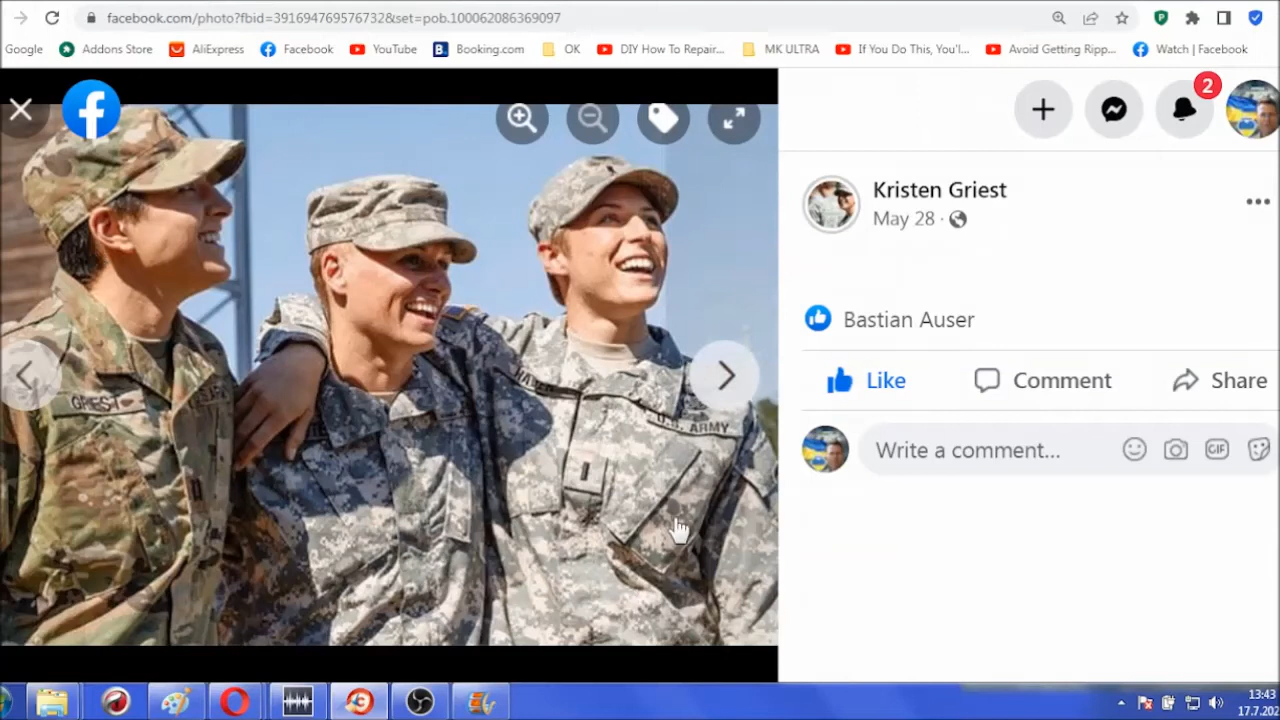 facebook.com/photo?fbid=391694769576732&set=pob.100062086369097
Google Addons Store AliExpress Facebook YouTube Booking.com OK DIY How To Repair... MK ULTRA If You Do This, You'l... Avoid Getting Ripp... Watch | Facebook
2
Kristen Griest
May 28
GRIEST
HAVER
U.S. ARMY
Bastian Auser
Like Comment Share
Write a comment...
GIF
13:43
17.7.202